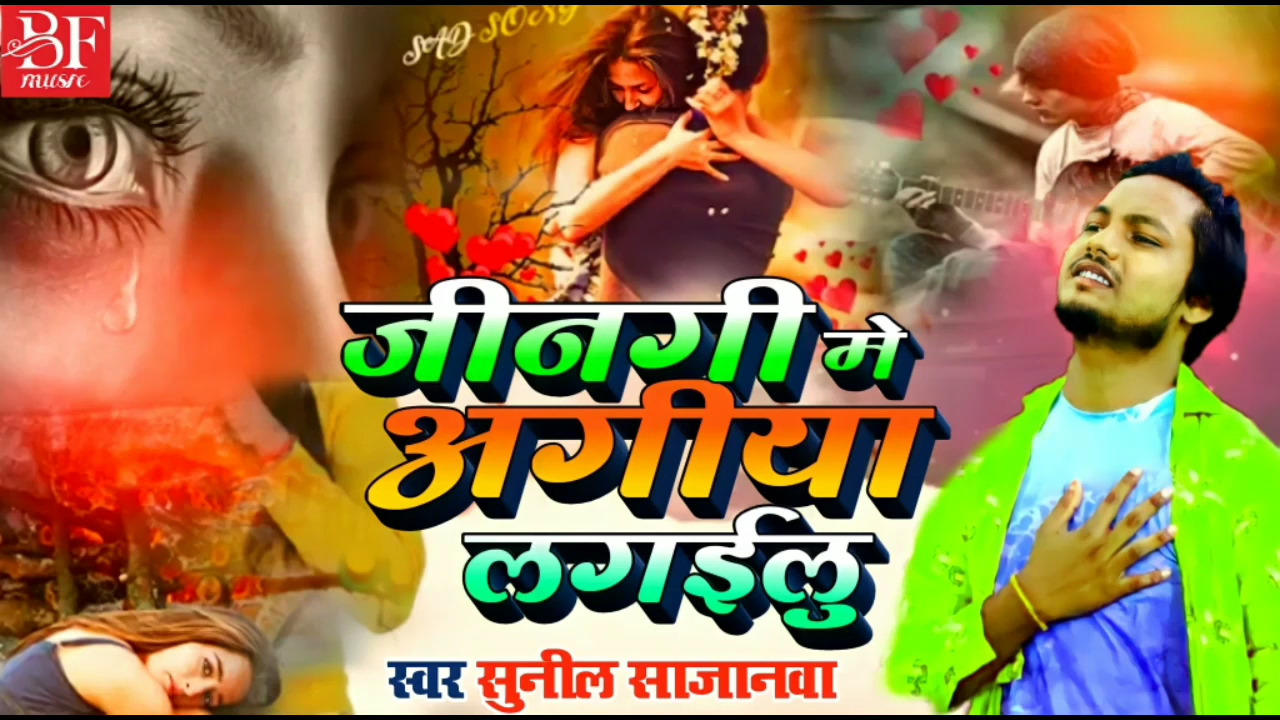 BF
MUSIC
SAD SONG
जीनगी मे
अगीया
लगईलु
स्वर सुनील साजानवा